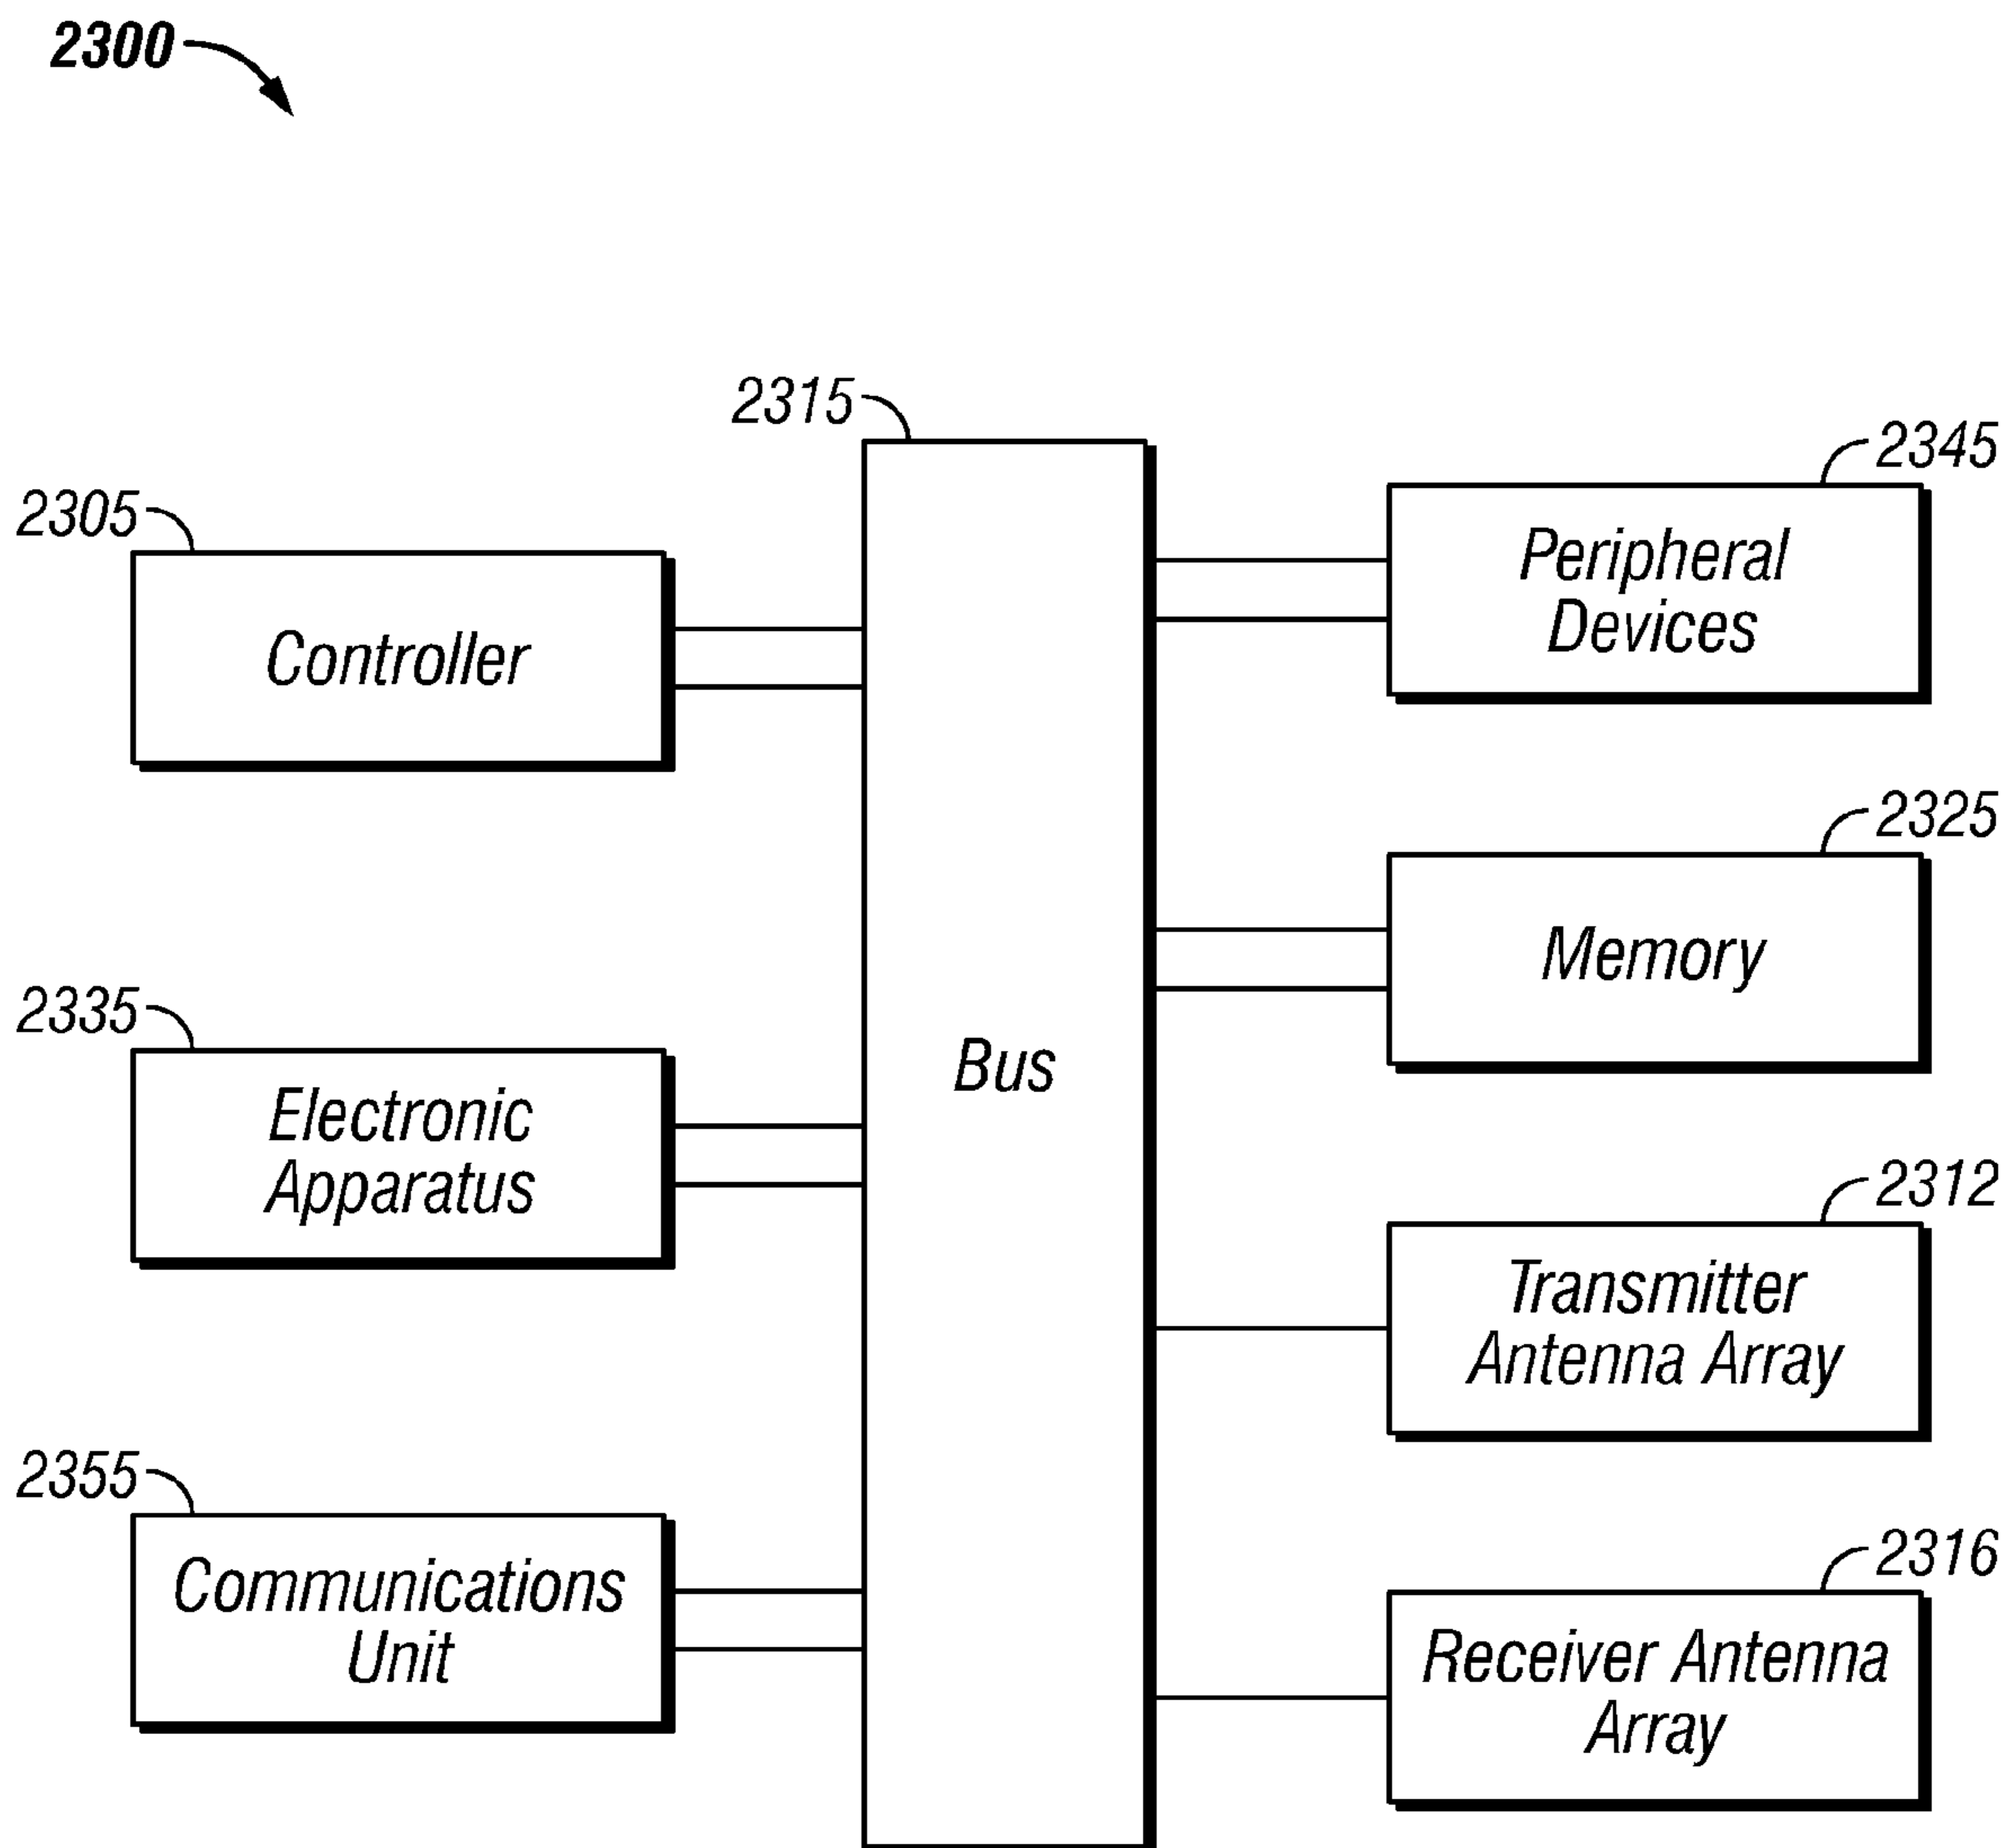 2300
2315
2345
2305
Peripheral
Devices
Controller
2325
Memory
2335
Bus
Electronic
Apparatus
2312
Transmitter
Antenna Array
2355
2316
Communications
Unit
Receiver Antenna
Array